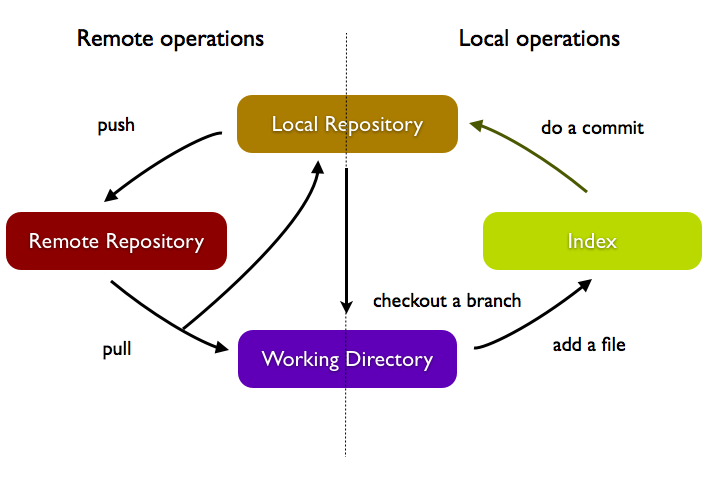 Remote operations
Local operations
Local Repository
push
do a commit
Remote Repository
Index
checkout a branch
pull
add a file
Working Directory